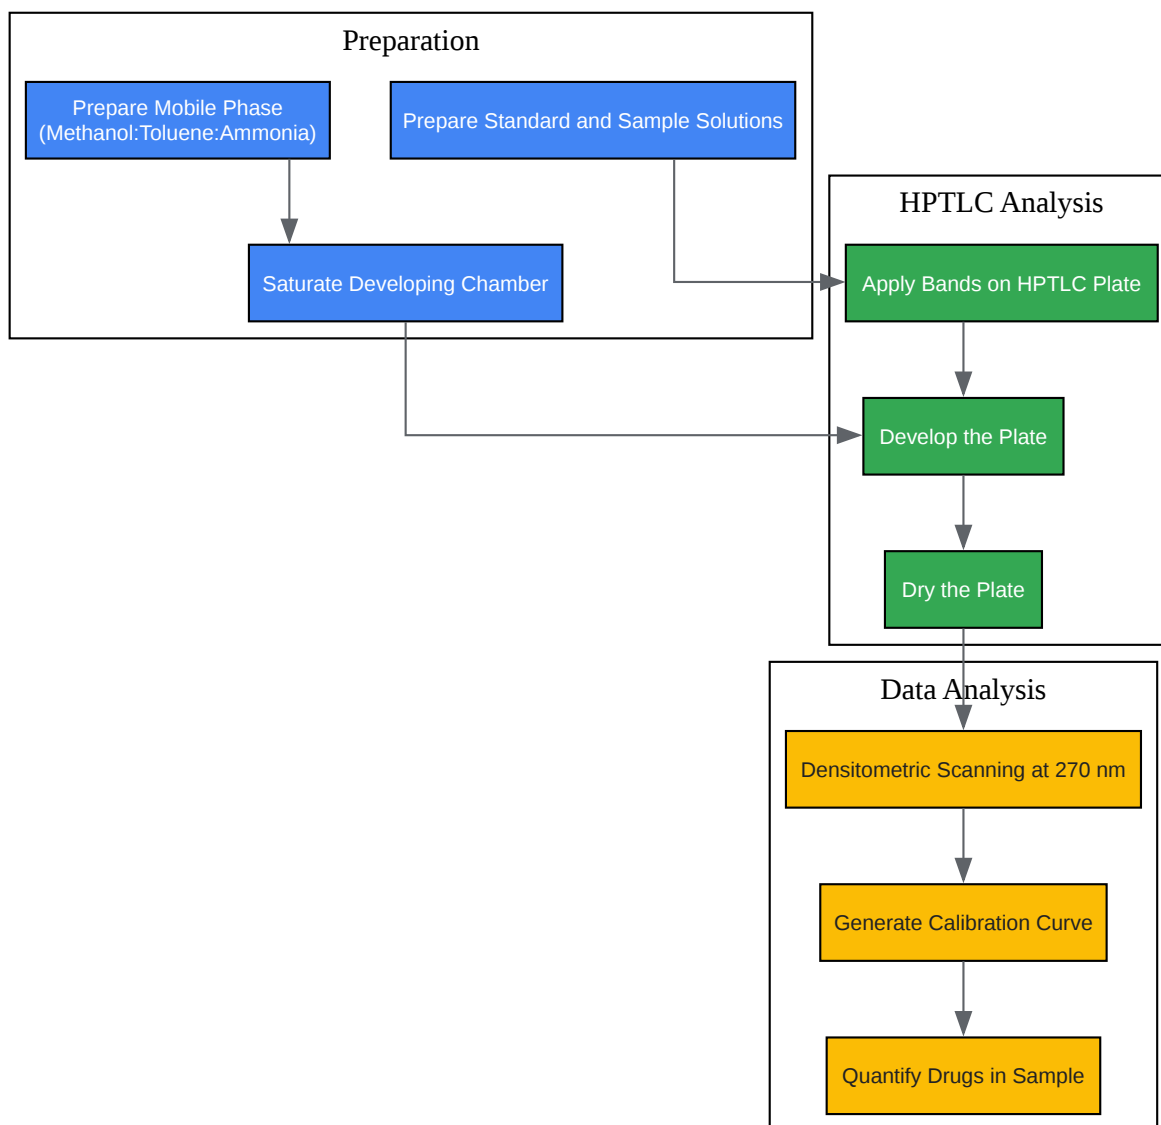 Preparation
Prepare Mobile Phase
(Methanol:Toluene:Ammonia)
Prepare Standard and Sample Solutions
Saturate Developing Chamber
HPTLC Analysis
Apply Bands on HPTLC Plate
Develop the Plate
Dry the Plate
Data Analysis
Densitometric Scanning at 270 nm
Generate Calibration Curve
Quantify Drugs in Sample